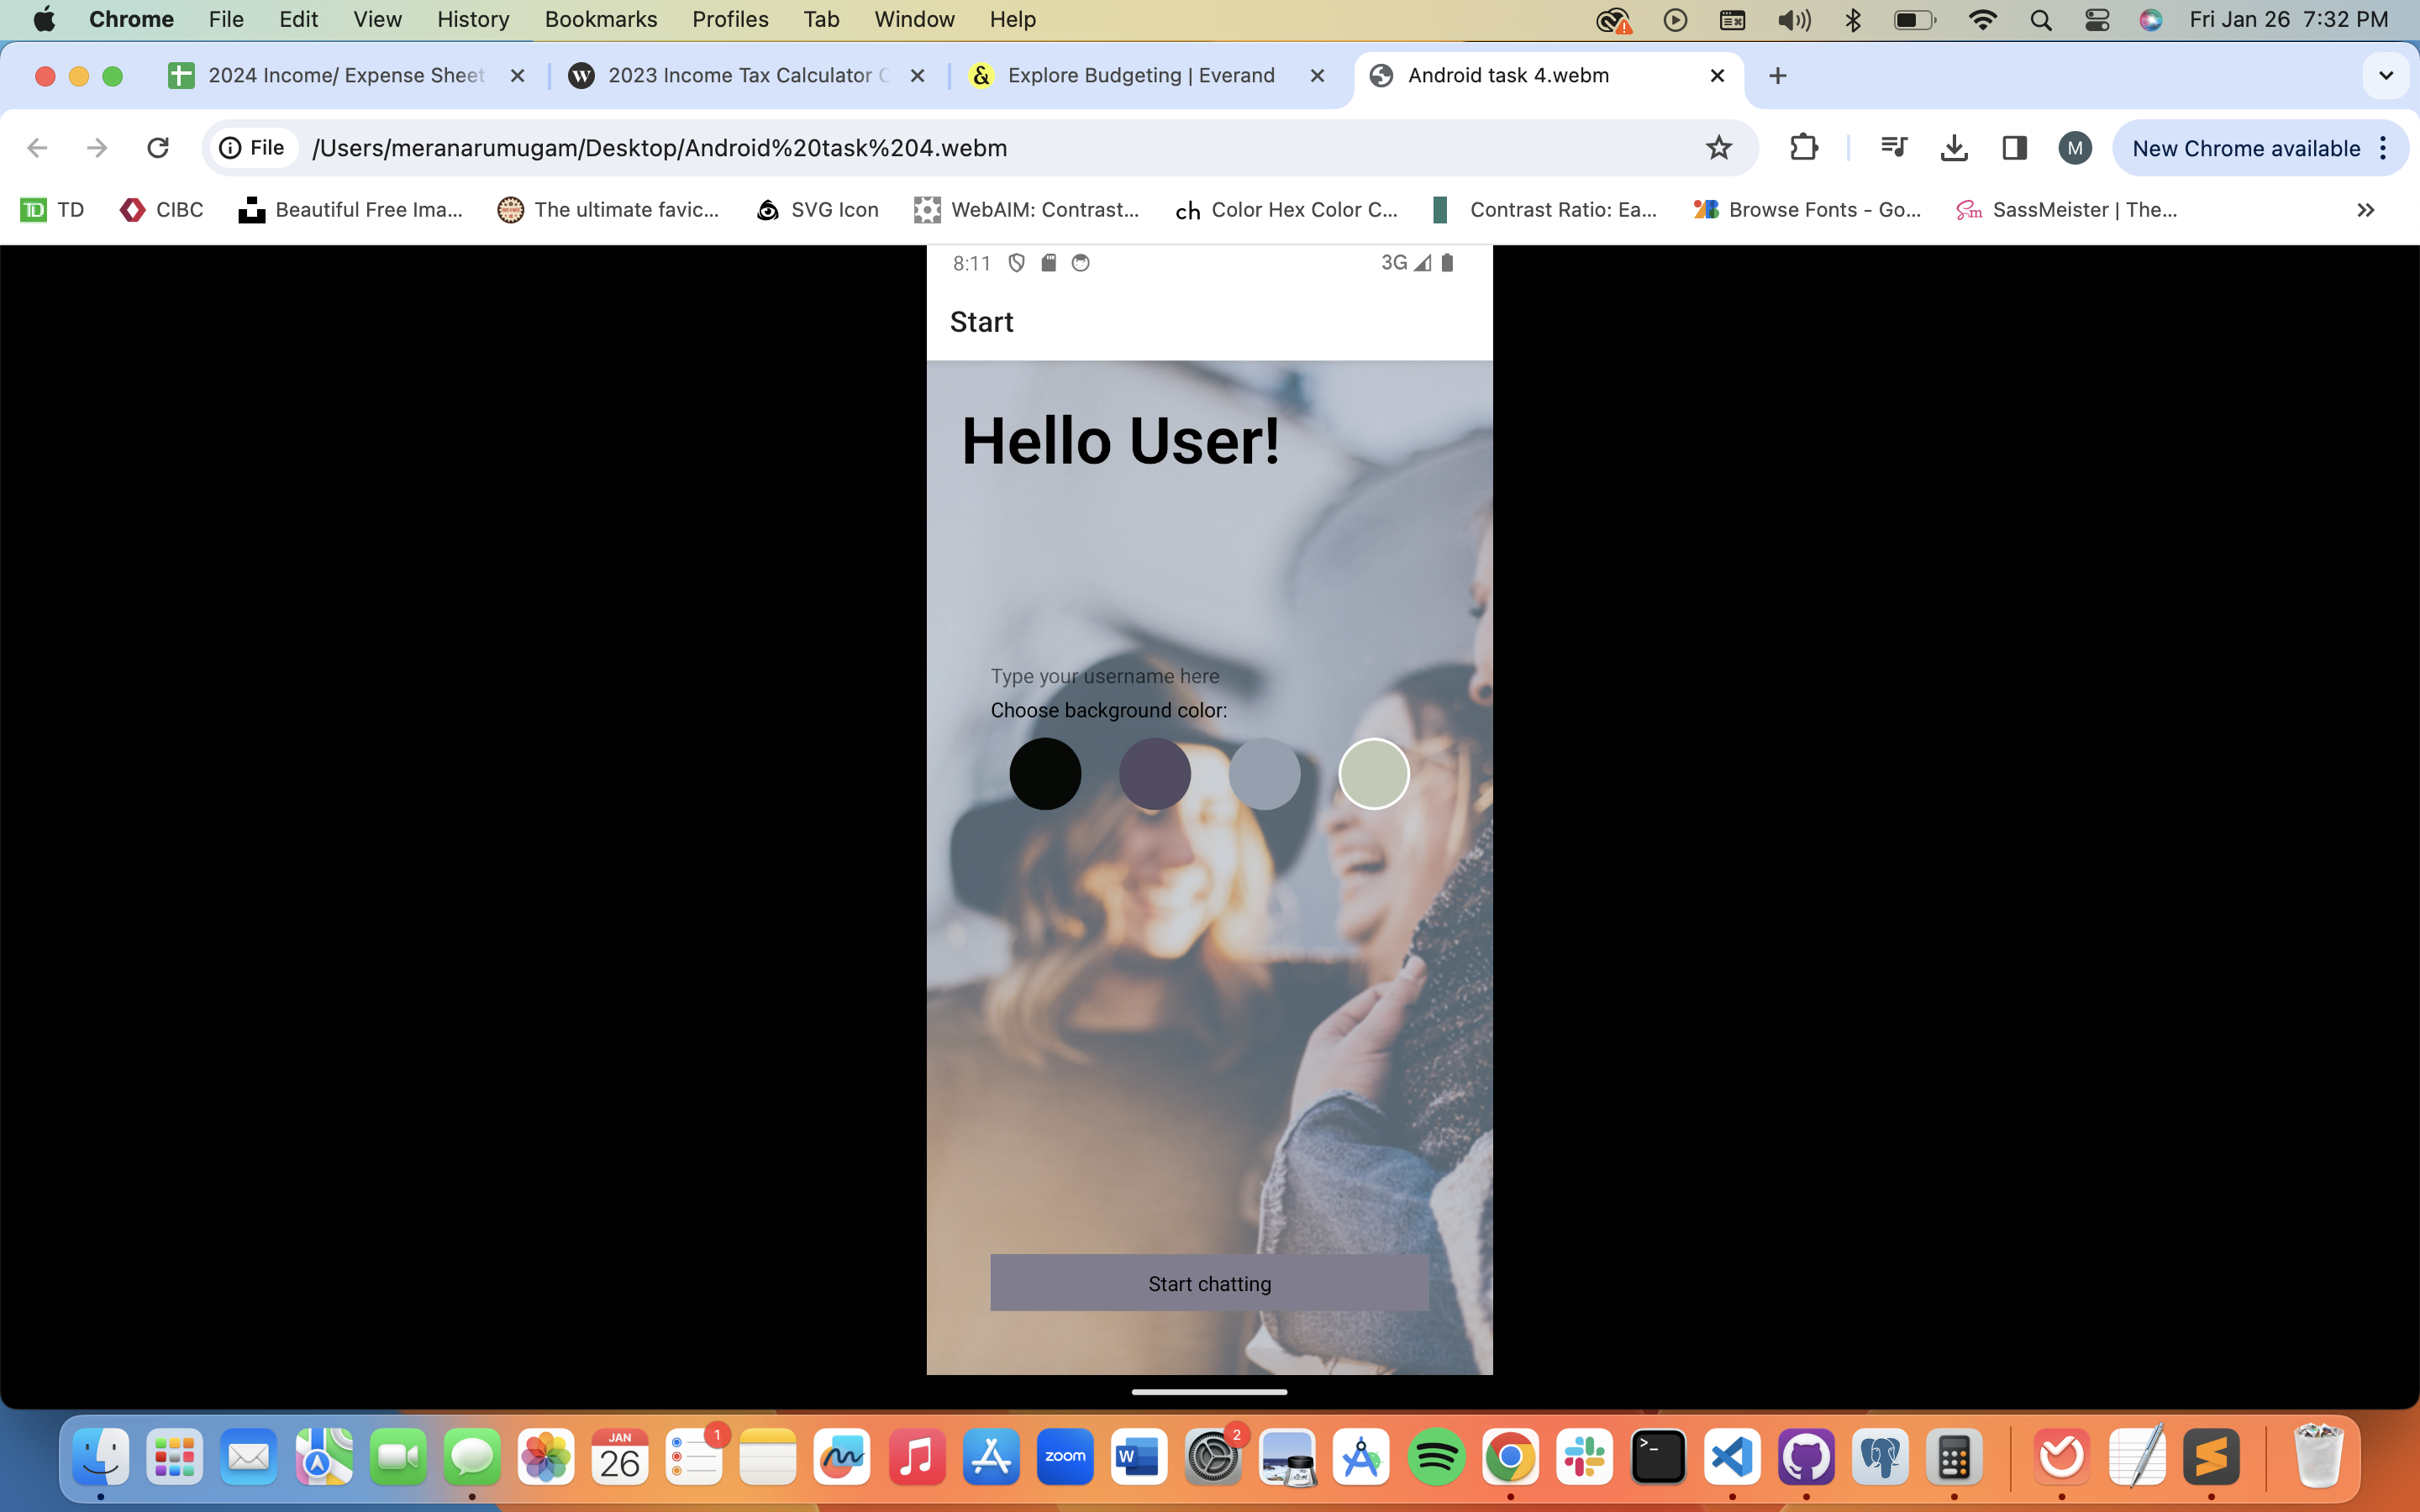 Chrome File Edit View History Bookmarks Profiles Tab Window Help Fri Jan 26 7:32 PM
2024 Income/ Expense Sheet 2023 Income Tax Calculator Explore Budgeting | Everand Android task 4.webm
File /Users/meranarumugam/Desktop/Android%20task%204.webm M New Chrome available
TD TD CIBC Beautiful Free Ima... The ultimate favic... SVG Icon WebAIM: Contrast... ch Color Hex Color C... Contrast Ratio: Ea... Browse Fonts - Go... Sm SassMeister | The...
8:11 3G
Start
Hello User!
Type your username here
Choose background color:
Start chatting
JAN
26
1
zoom
W
2